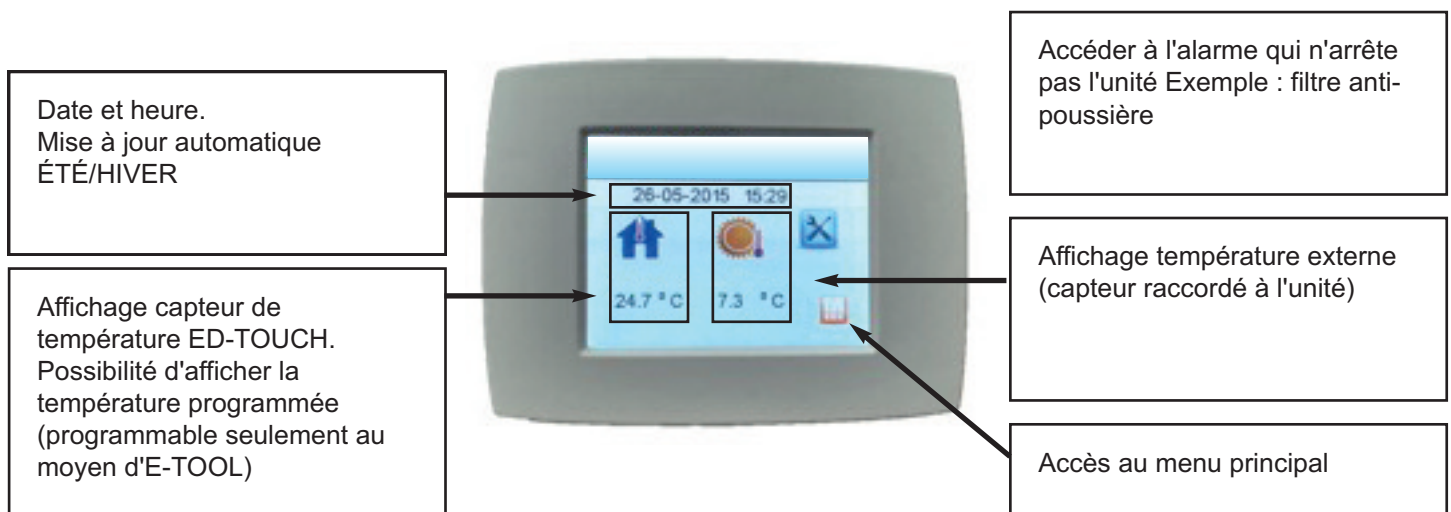 Date et heure.
Mise à jour automatique
ÉTÉ/HIVER
Affichage capteur de
température ED-TOUCH.
Possibilité d'afficher la
température programmée
(programmable seulement au
moyen d'E-TOOL)
26-05-2015 15:29
24.7 °C
7.3 °C
Accéder à l'alarme qui n'arrête
pas l'unité Exemple : filtre anti-
poussière
Affichage température externe
(capteur raccordé à l'unité)
Accès au menu principal